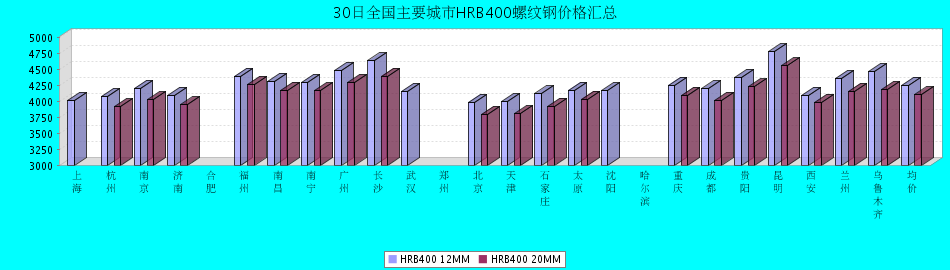 30日全国主要城市HRB400螺纹钢价格汇总
5000
4750
4500
4250
4000
3750
3500
3250
3000
上海
杭州
南京
济南
合肥
福州
南昌
南宁
广州
长沙
武汉
郑州
北京
天津
石家庄
太原
沈阳
哈尔滨
重庆
成都
贵阳
昆明
西安
兰州
乌鲁木齐
均价
HRB400 12MM HRB400 20MM